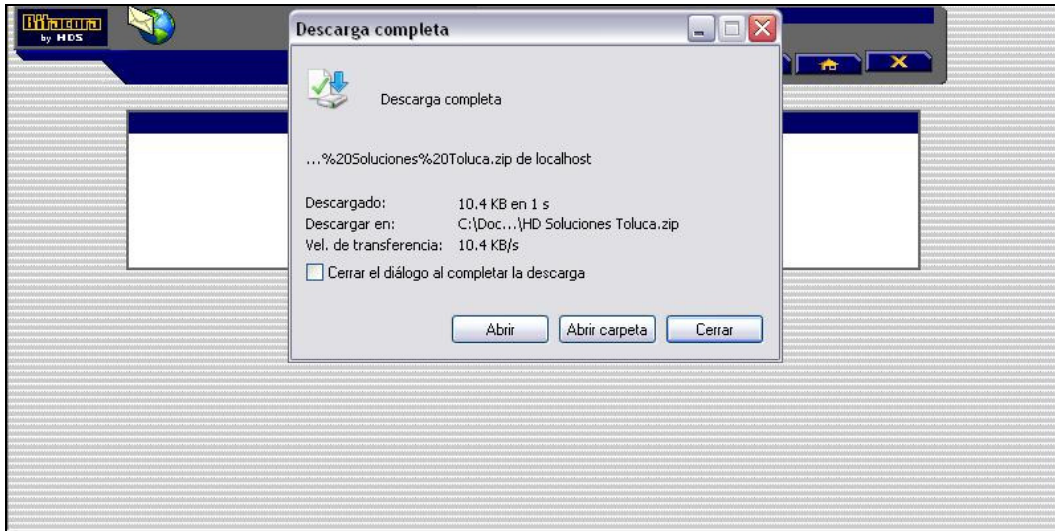 Bitacora
by HDS
Descarga completa
Descarga completa
...%20Soluciones%20Toluca.zip de localhost
Descargado: 10.4 KB en 1 s
Descargar en: C:\Doc...\HD Soluciones Toluca.zip
Vel. de transferencia: 10.4 KB/s
Cerrar el diálogo al completar la descarga
Abrir Abrir carpeta Cerrar